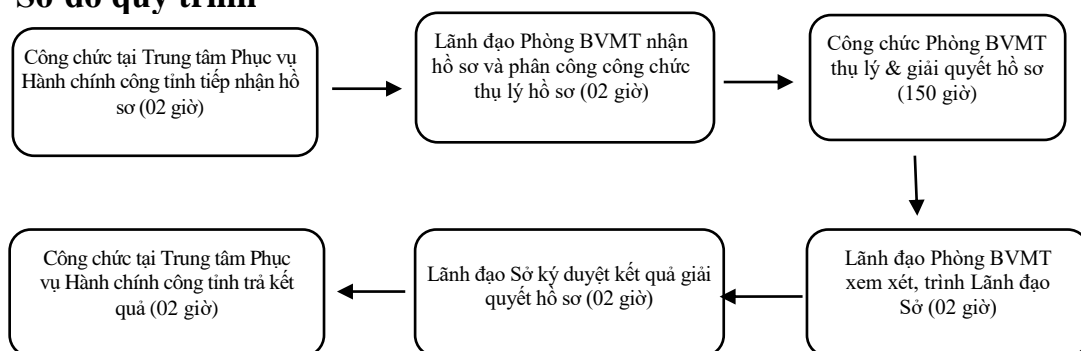 Sơ đồ quy trình
Công chức tại Trung tâm Phục vụ
Hành chính công tỉnh tiếp nhận hồ
sơ (02 giờ)
Lãnh đạo Phòng BVMT nhận
hồ sơ và phân công công chức
thụ lý hồ sơ (02 giờ)
Công chức Phòng BVMT
thụ lý & giải quyết hồ sơ
(150 giờ)
Công chức tại Trung tâm Phục
vụ Hành chính công tỉnh trả kết
quả (02 giờ)
Lãnh đạo Sở ký duyệt kết quả giải
quyết hồ sơ (02 giờ)
Lãnh đạo Phòng BVMT
xem xét, trình Lãnh đạo
Sở (02 giờ)